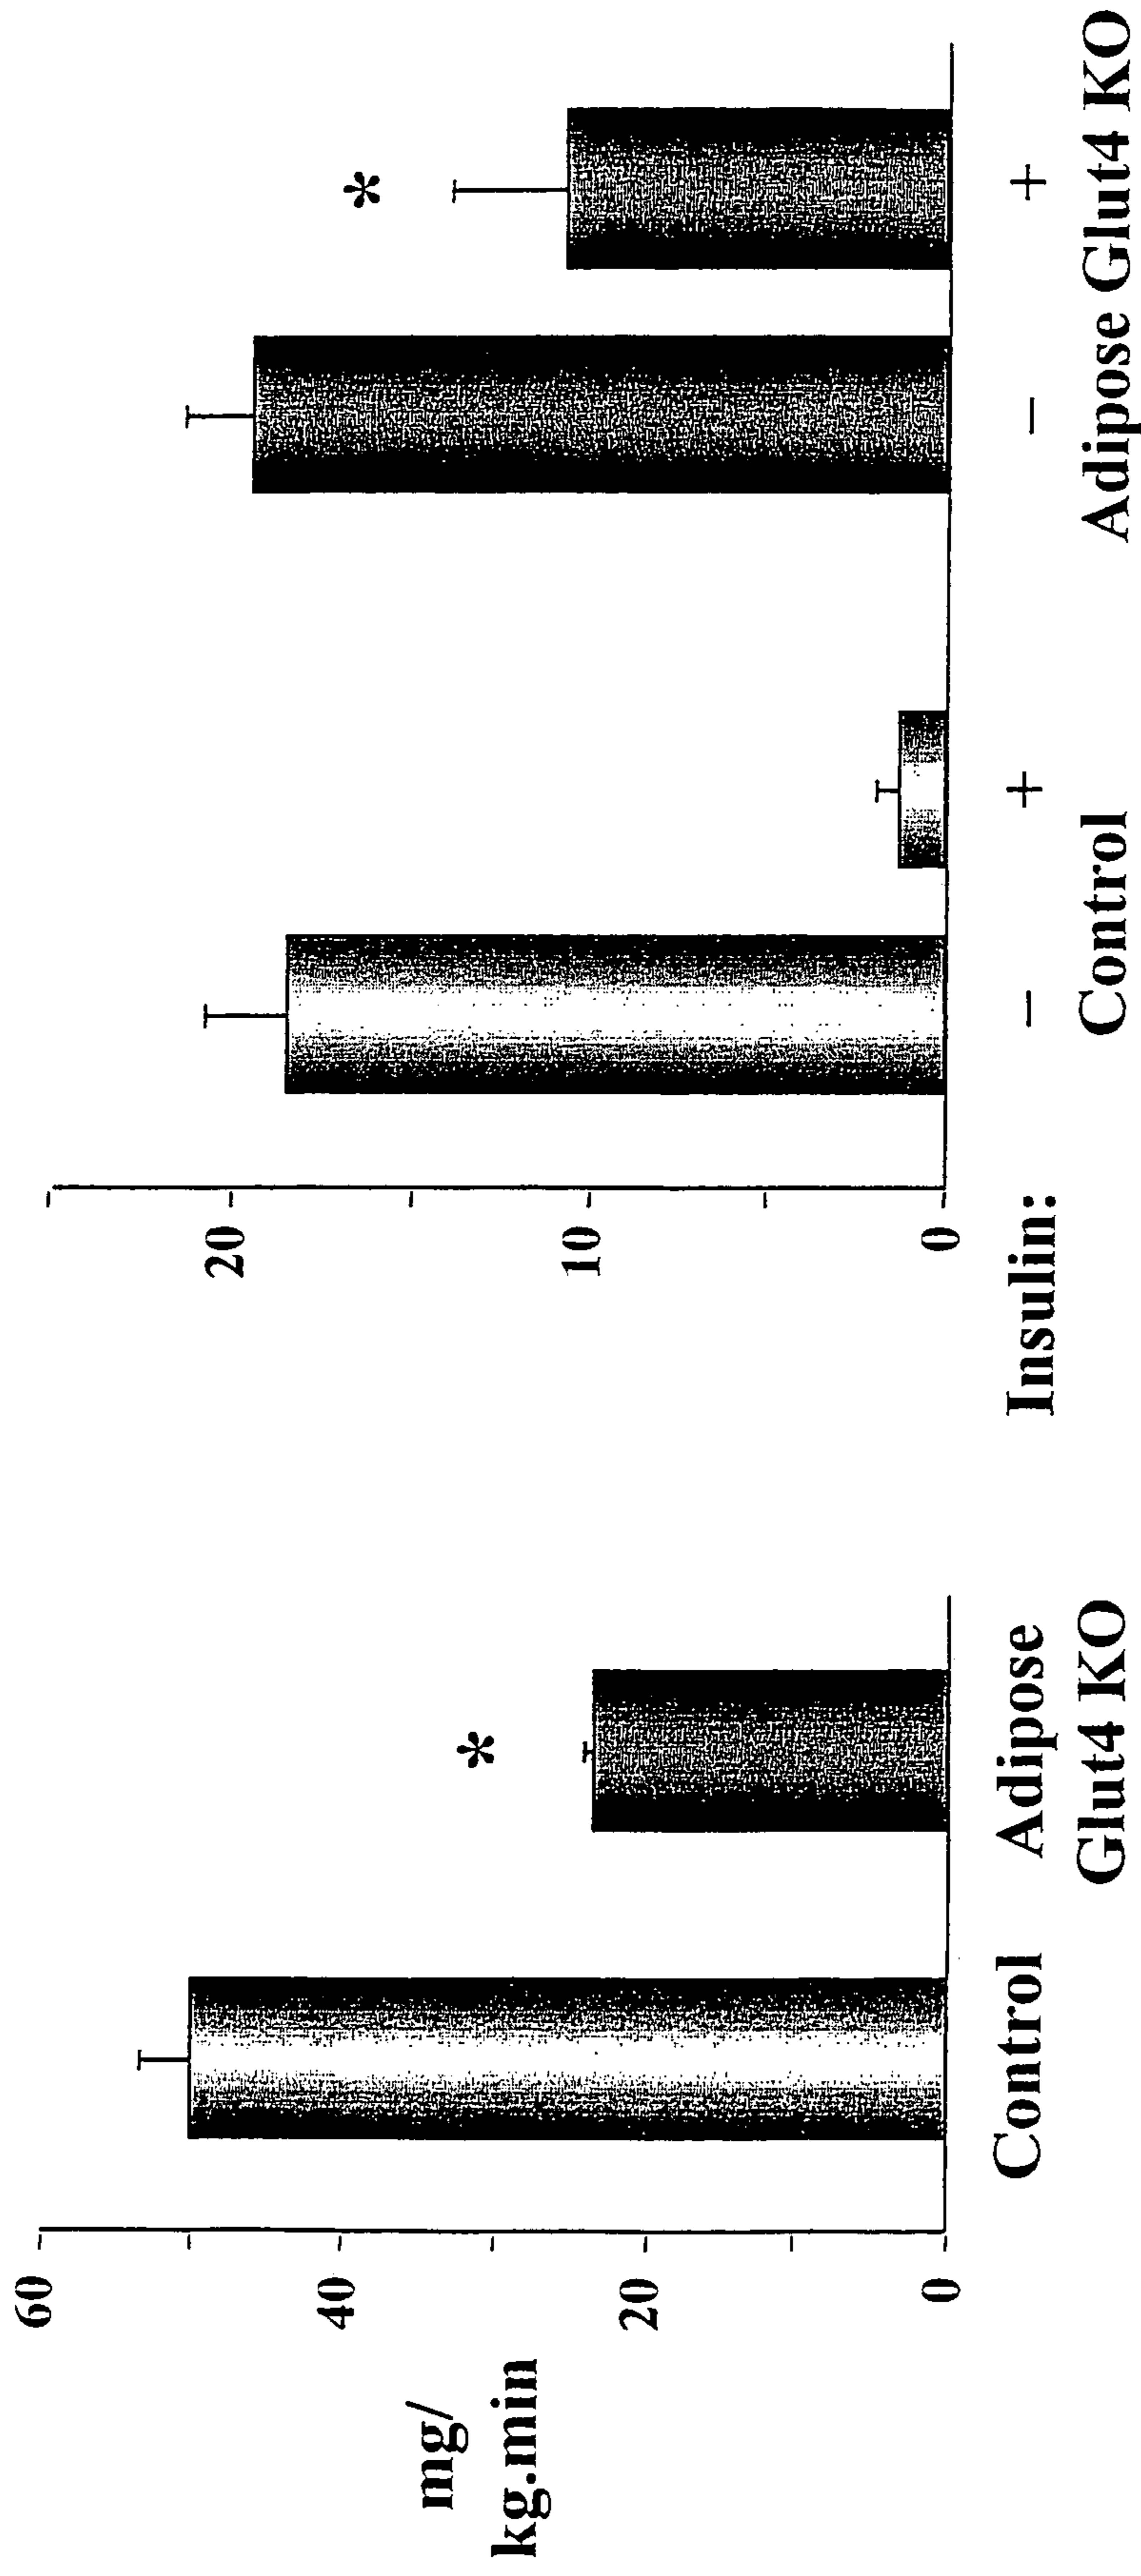 60
40
20
0
mg/
kg.min
Control
Adipose
Glut4 KO
*
20
10
0
Insulin:
− + − +
Control
Adipose Glut4 KO
*